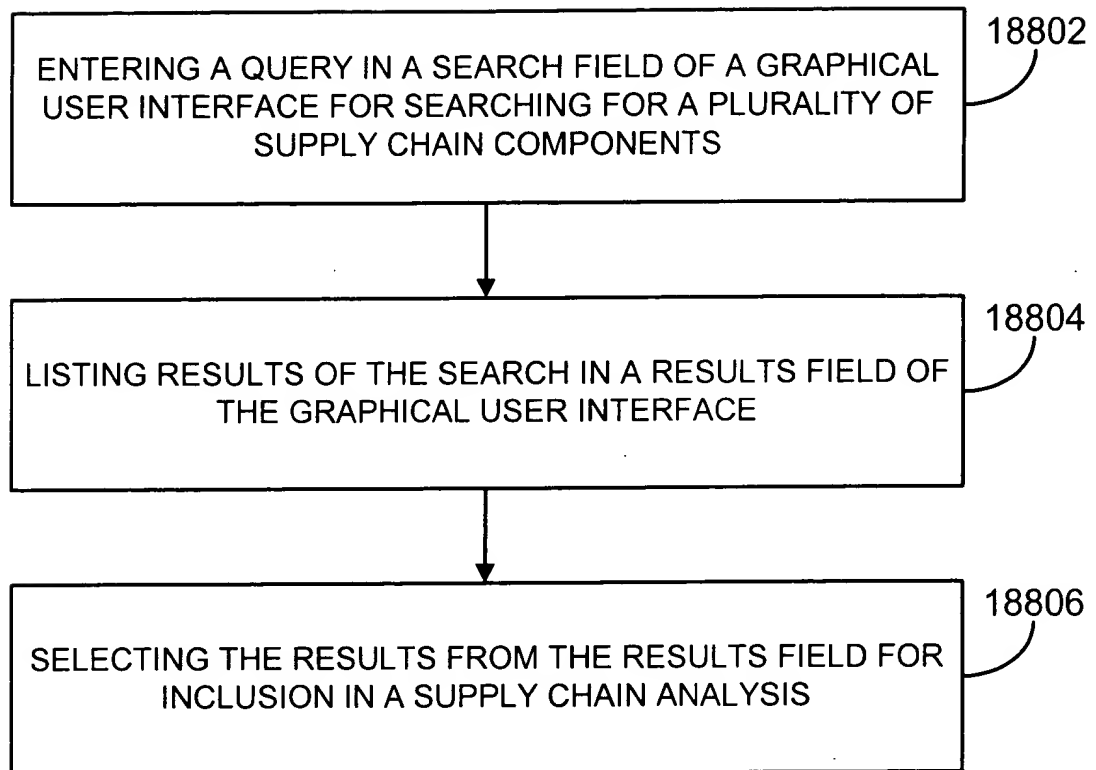 18802
ENTERING A QUERY IN A SEARCH FIELD OF A GRAPHICAL
USER INTERFACE FOR SEARCHING FOR A PLURALITY OF
SUPPLY CHAIN COMPONENTS
18804
LISTING RESULTS OF THE SEARCH IN A RESULTS FIELD OF
THE GRAPHICAL USER INTERFACE
18806
SELECTING THE RESULTS FROM THE RESULTS FIELD FOR
INCLUSION IN A SUPPLY CHAIN ANALYSIS